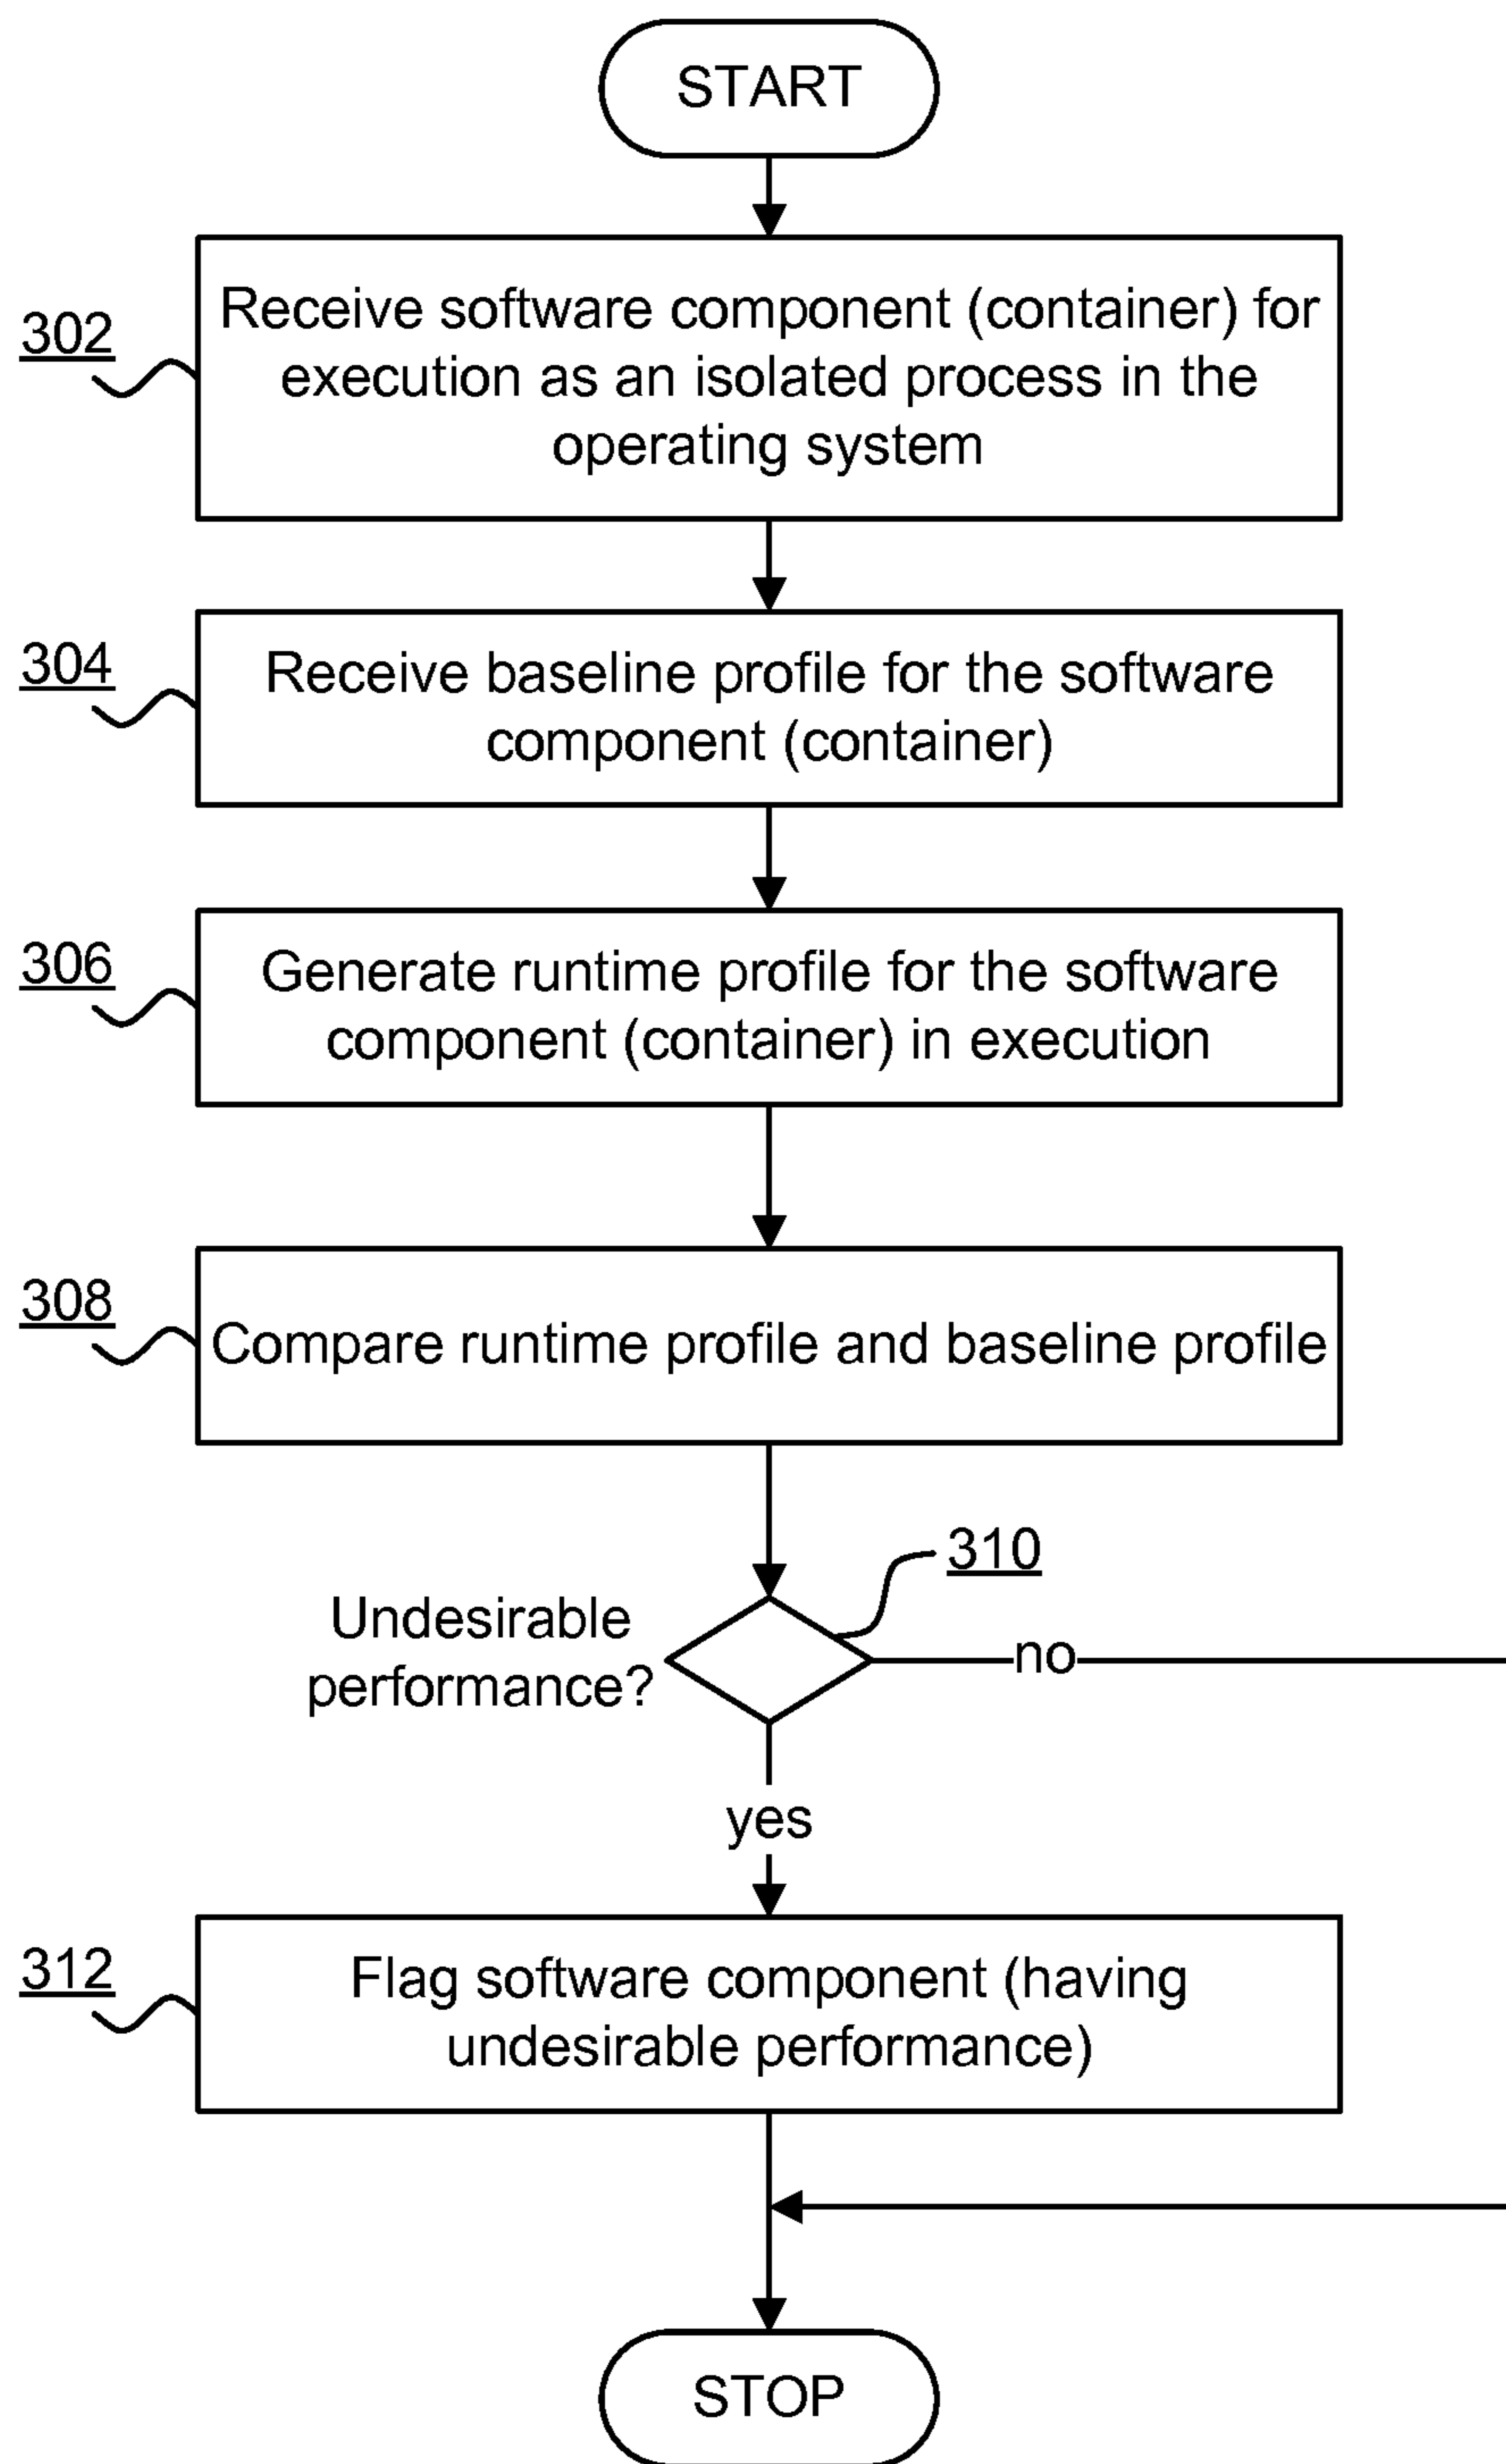 START
302
Receive software component (container) for
execution as an isolated process in the
operating system
304
Receive baseline profile for the software
component (container)
306
Generate runtime profile for the software
component (container) in execution
308
Compare runtime profile and baseline profile
310
Undesirable
performance?
no
yes
312
Flag software component (having
undesirable performance)
STOP